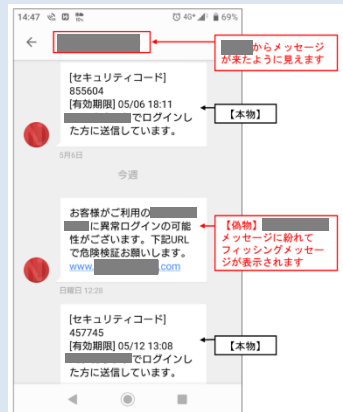 14:47 4G+ 69%
からメッセージ
が来たように見えます
[セキュリティコード]
855604
[有効期限] 05/06 18:11
でログインし
た方に送信しています。
【本物】
5月6日
今週
お客様がご利用の
に異常ログインの可能
性がございます。下記URL
で危険検証お願いします。
www. .com
【偽物】
メッセージに紛れて
フィッシングメッセー
ジが表示されます
日曜日 12:28
[セキュリティコード]
457745
[有効期限] 05/12 13:08
でログインし
た方に送信しています。
【本物】